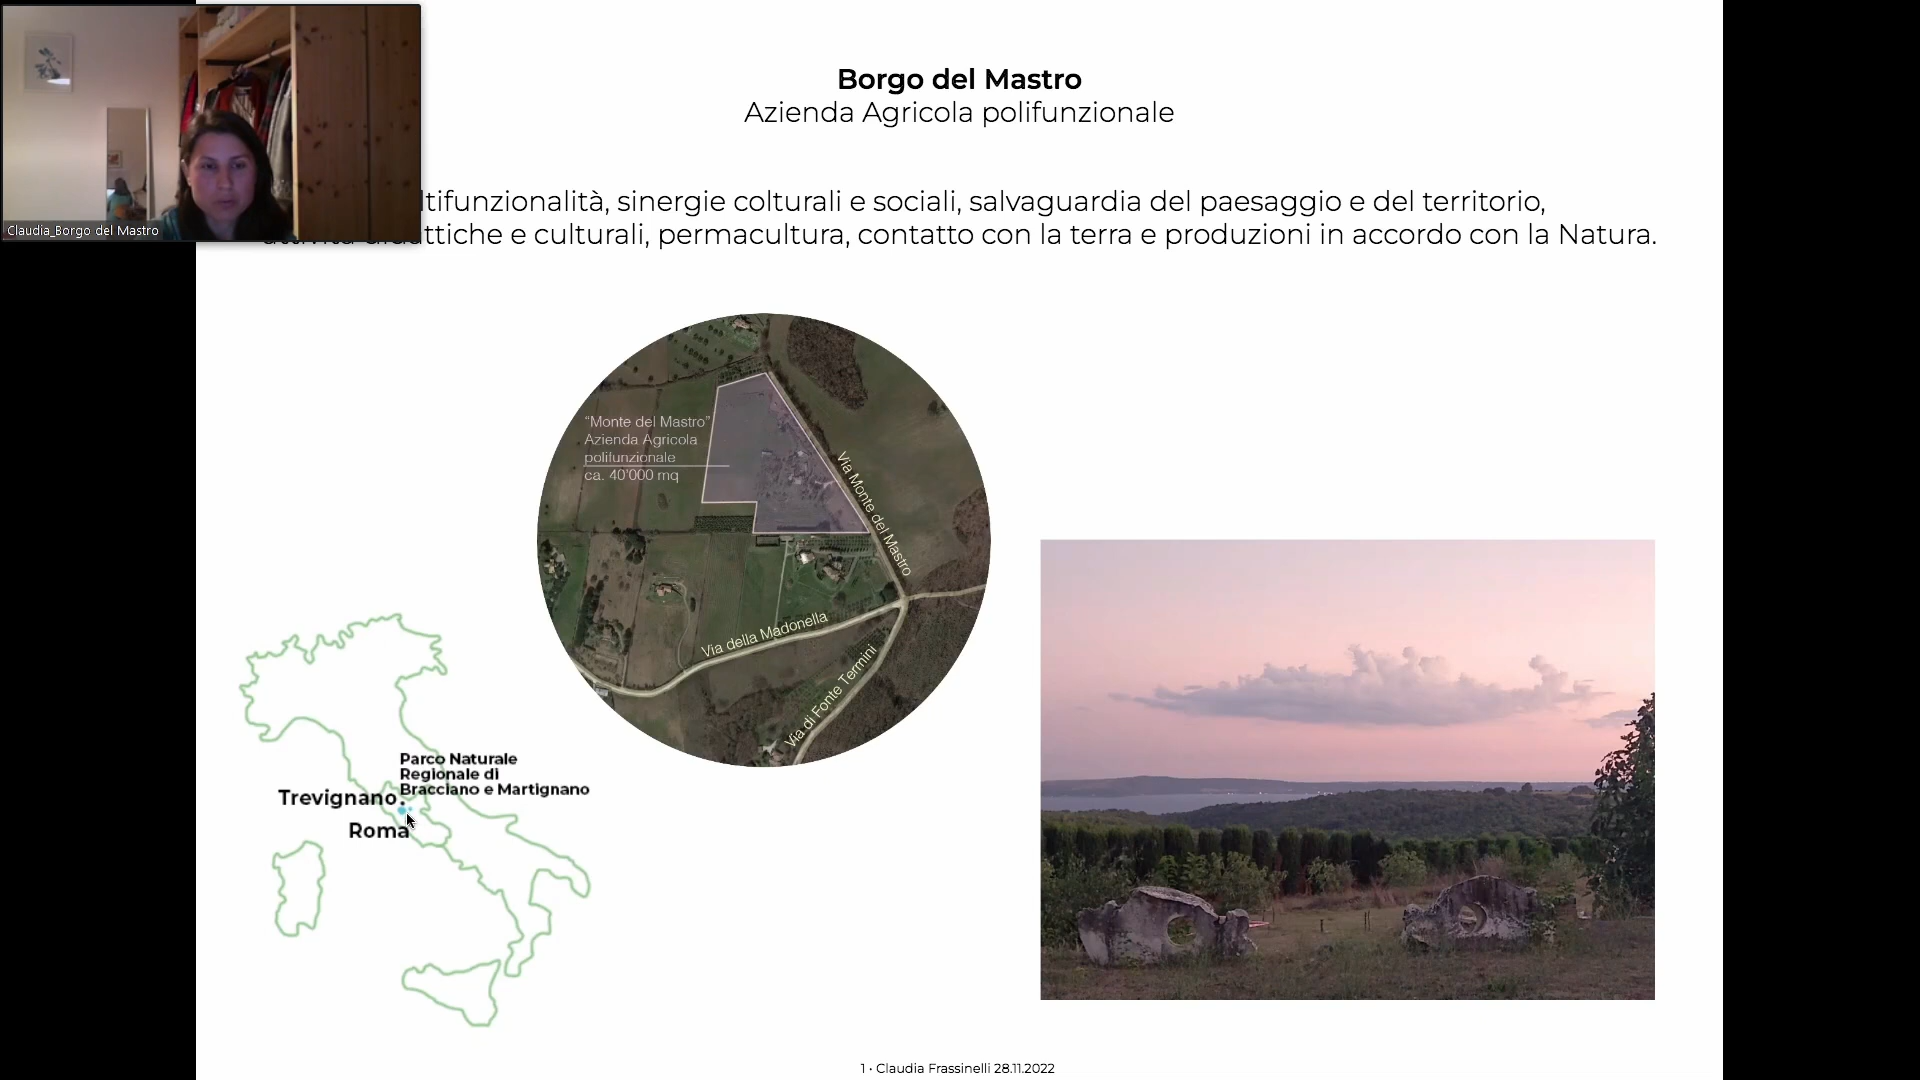 Borgo del Mastro
Azienda Agricola polifunzionale
ltifunzionalità, sinergie colturali e sociali, salvaguardia del paesaggio e del territorio,
attività didattiche e culturali, permacultura, contatto con la terra e produzioni in accordo con la Natura.
Claudia_Borgo del Mastro
“Monte del Mastro”
Azienda Agricola
polifunzionale
ca. 40'000 mq
Via Monte del Mastro
Via della Madonella
Via di Fonte Termini
Parco Naturale
Regionale di
Bracciano e Martignano
Trevignano
Roma
1 • Claudia Frassinelli 28.11.2022